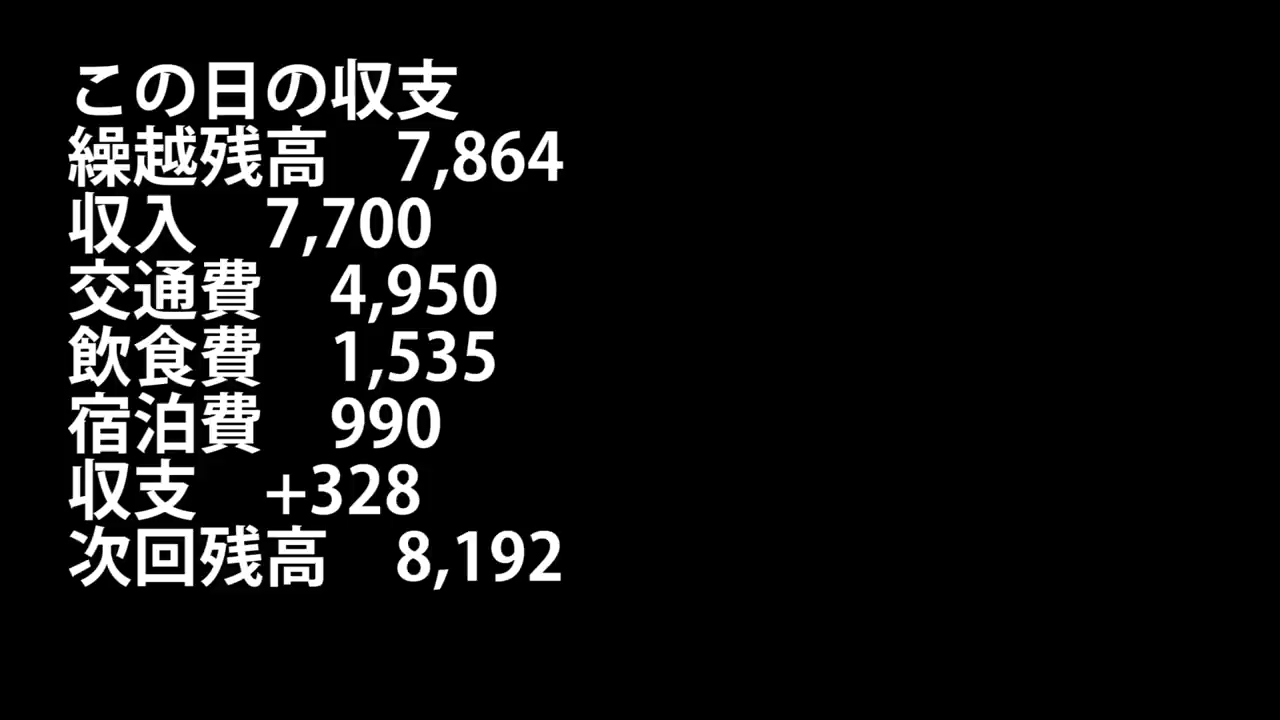 この日の収支
繰越残高　7,864
収入　7,700
交通費　4,950
飲食費　1,535
宿泊費　990
収支　+328
次回残高　8,192